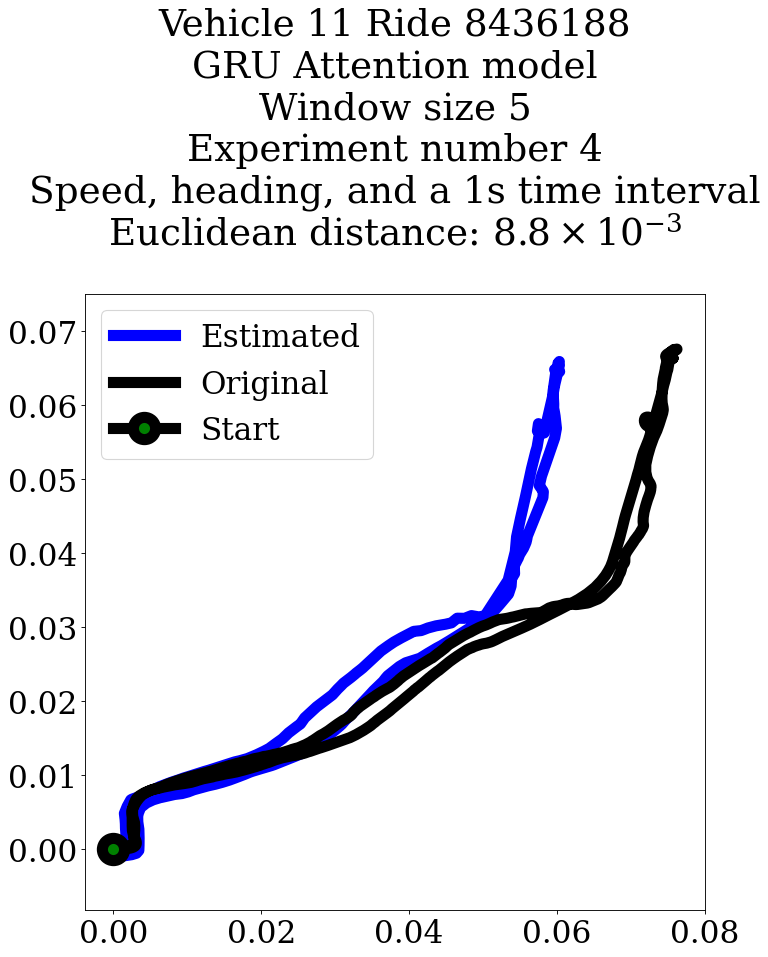 Vehicle 11 Ride 8436188
GRU Attention model
Window size 5
Experiment number 4
Speed, heading, and a 1s time interval
Euclidean distance: 8.8 × 10⁻³
Estimated
Original
Start
0.07
0.06
0.05
0.04
0.03
0.02
0.01
0.00
0.00 0.02 0.04 0.06 0.08